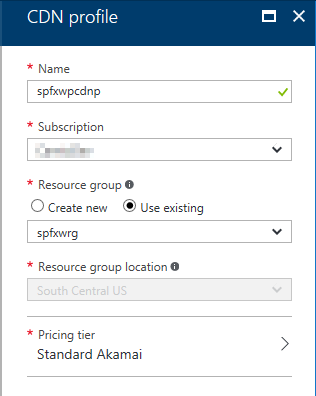 CDN profile
* Name
spfxwpcdnp
* Subscription
* Resource group
Create new Use existing
spfxwrg
* Resource group location
South Central US
* Pricing tier
Standard Akamai